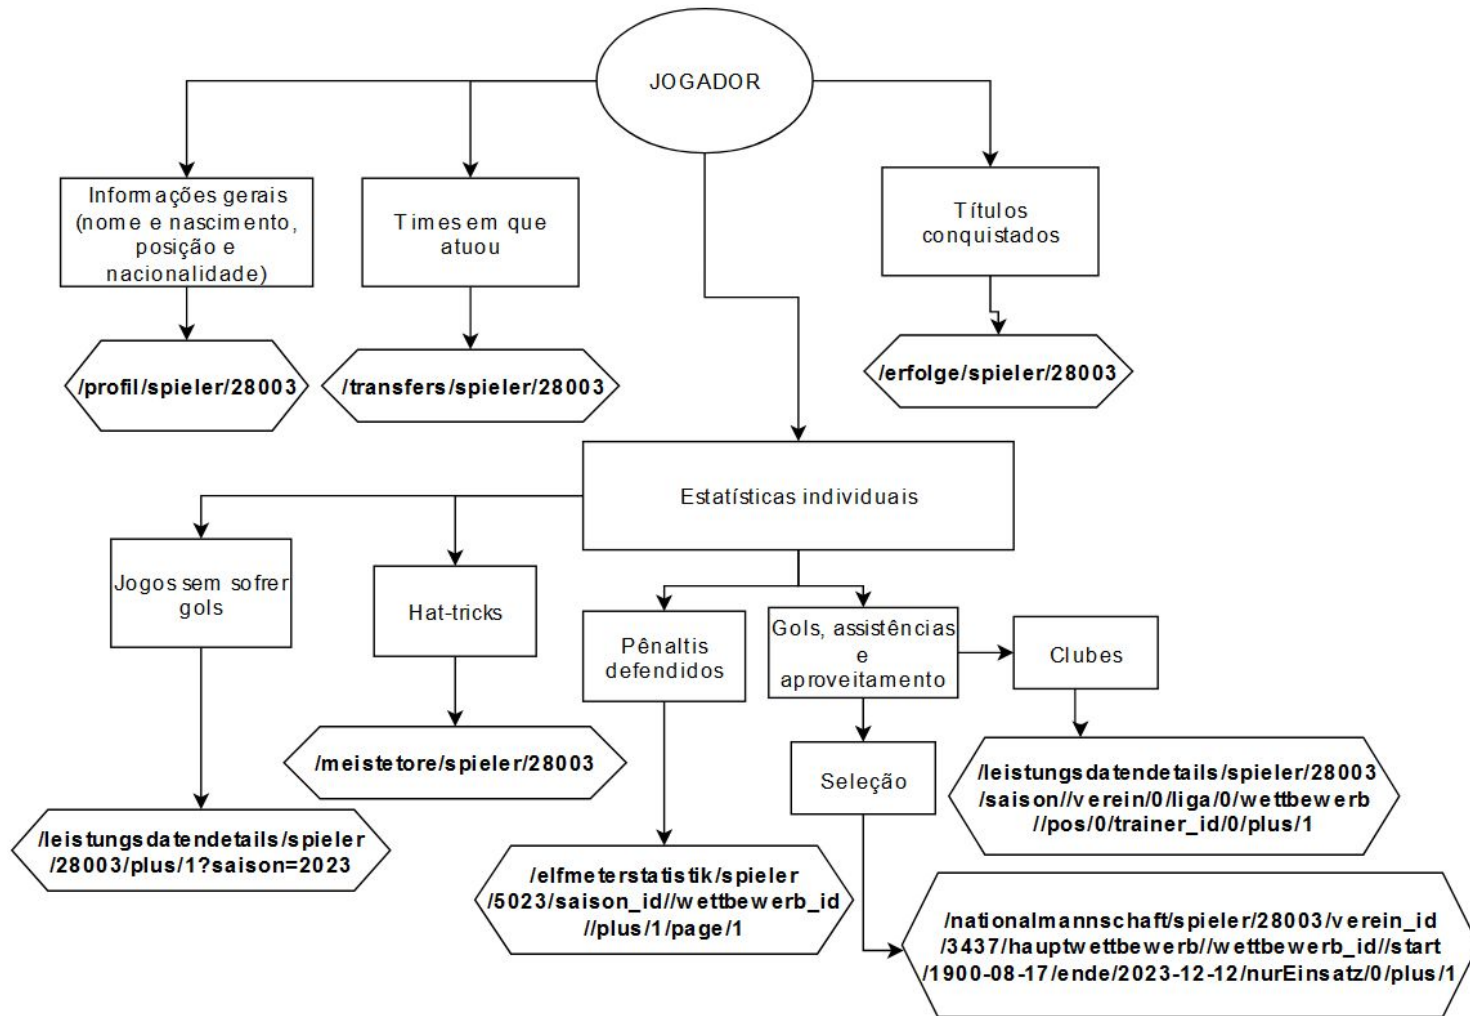 JOGADOR
Informações gerais
(nome e nascimento,
posição e
nacionalidade)
Times em que
atuou
Títulos
conquistados
/profil/spieler/28003
/transfers/spieler/28003
/erfolge/spieler/28003
Estatísticas individuais
Jogos sem sofrer
gols
Hat-tricks
Pênaltis
defendidos
Gols, assistências
e
aproveitamento
Clubes
Seleção
/meistetore/spieler/28003
/leistungsdatendetails/spieler
/28003/plus/1?saison=2023
/elfmeterstatistik/spieler
/5023/saison_id//wettbewerb_id
//plus/1/page/1
/leistungsdatendetails/spieler/28003
/saison//verein/0/liga/0/wettbewerb
//pos/0/trainer_id/0/plus/1
/nationalmannschaft/spieler/28003/verein_id
/3437/hauptwettbewerb//wettbewerb_id//start
/1900-08-17/ende/2023-12-12/nurEinsatz/0/plus/1